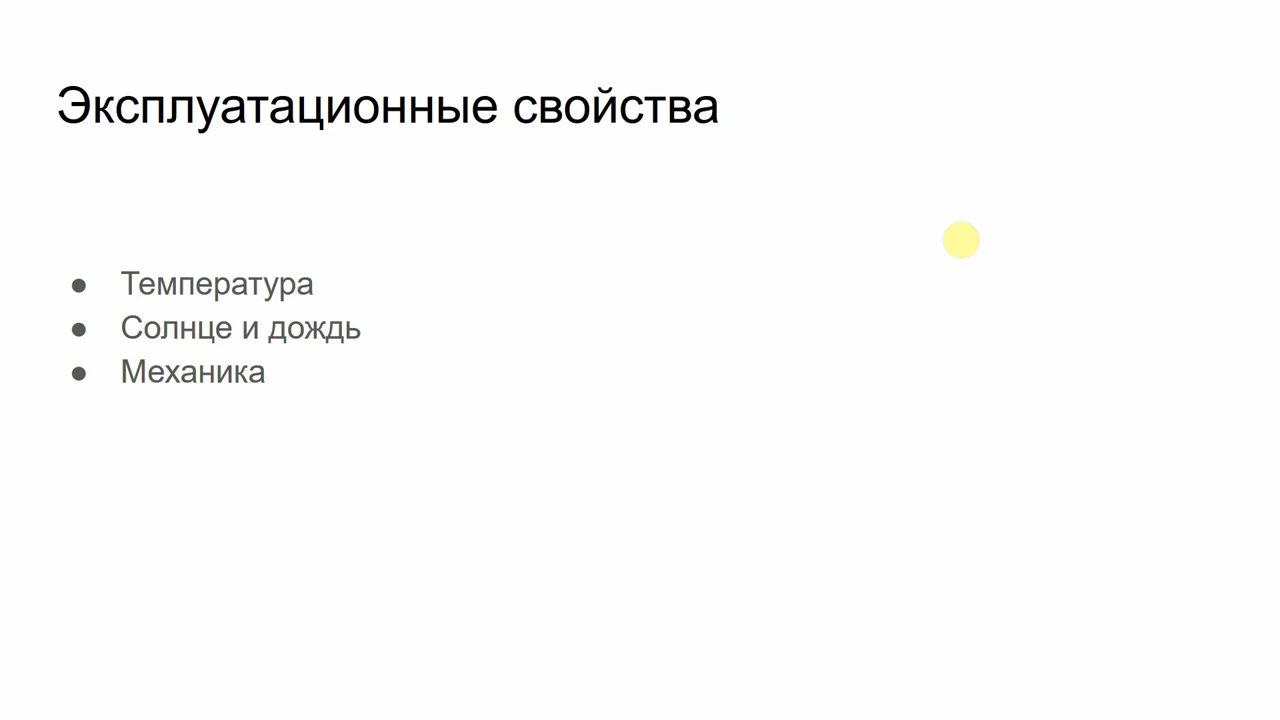 Эксплуатационные свойства
● Температура
● Солнце и дождь
● Механика